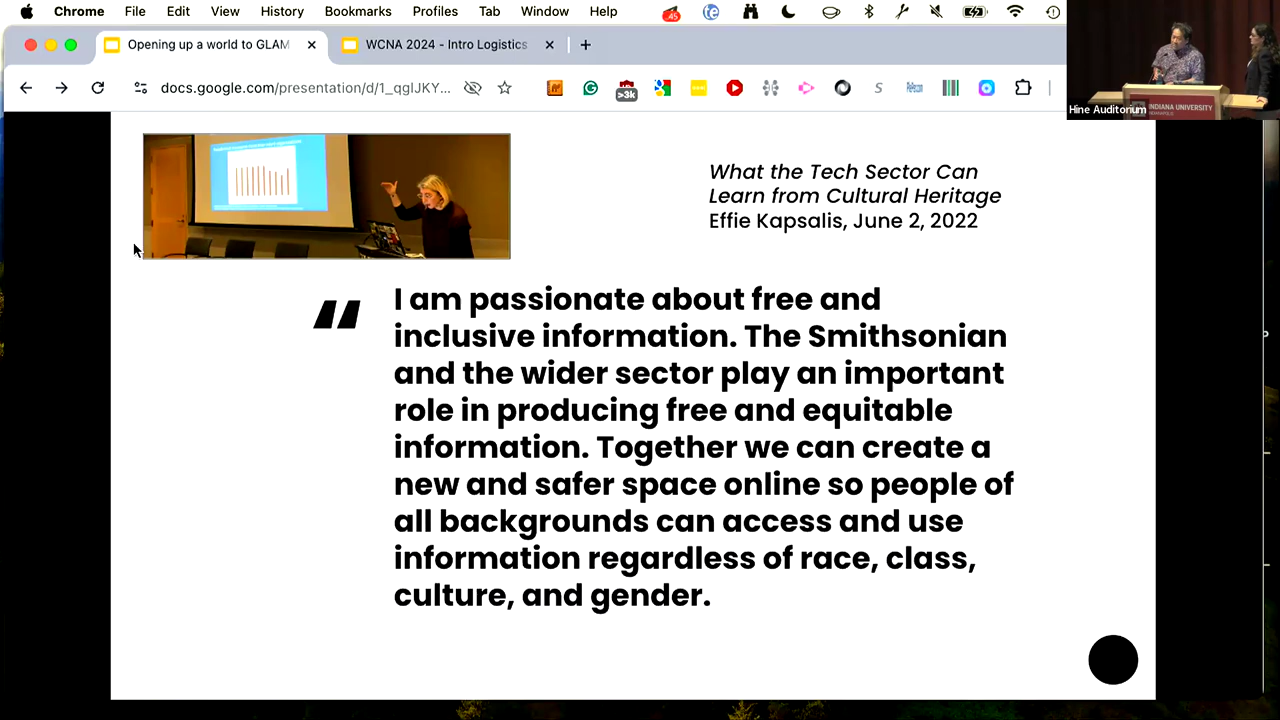 Chrome File Edit View History Bookmarks Profiles Tab Window Help
Opening up a world to GLAM
WCNA 2024 - Intro Logistics
docs.google.com/presentation/d/1_qglJKY...
>3k
Hine Auditorium
INDIANA UNIVERSITY
What the Tech Sector Can
Learn from Cultural Heritage
Effie Kapsalis, June 2, 2022
“
I am passionate about free and
inclusive information. The Smithsonian
and the wider sector play an important
role in producing free and equitable
information. Together we can create a
new and safer space online so people of
all backgrounds can access and use
information regardless of race, class,
culture, and gender.